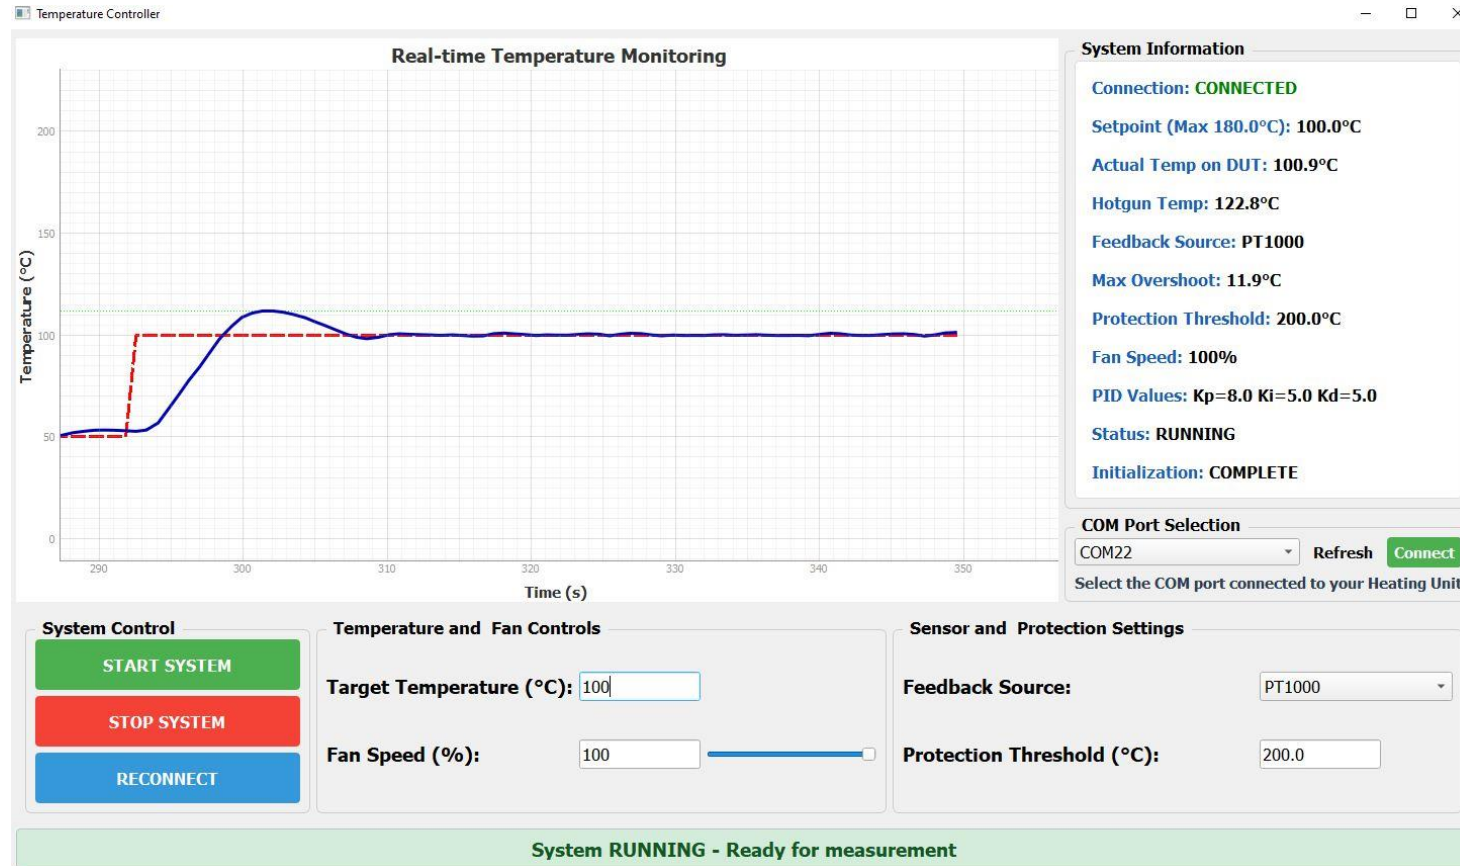 Temperature Controller
Real-time Temperature Monitoring
200
150
100
50
0
Temperature (°C)
290 300 310 320 330 340 350
Time (s)
System Information
Connection: CONNECTED
Setpoint (Max 180.0°C): 100.0°C
Actual Temp on DUT: 100.9°C
Hotgun Temp: 122.8°C
Feedback Source: PT1000
Max Overshoot: 11.9°C
Protection Threshold: 200.0°C
Fan Speed: 100%
PID Values: Kp=8.0 Ki=5.0 Kd=5.0
Status: RUNNING
Initialization: COMPLETE
COM Port Selection
COM22 Refresh Connect
Select the COM port connected to your Heating Unit
System Control
START SYSTEM
STOP SYSTEM
RECONNECT
Temperature and Fan Controls
Target Temperature (°C): 100
Fan Speed (%): 100
Sensor and Protection Settings
Feedback Source: PT1000
Protection Threshold (°C): 200.0
System RUNNING - Ready for measurement